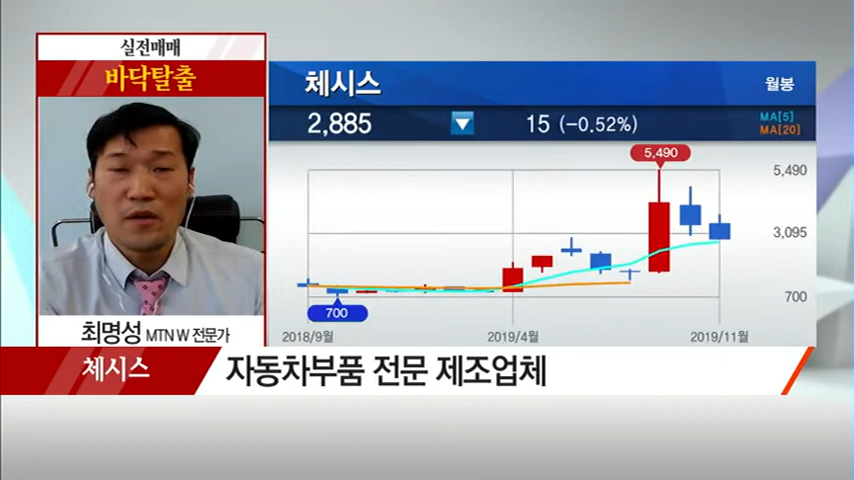 실전매매
바닥탈출
최명성 MTN W 전문가
체시스
월봉
2,885 ▼ 15 (-0.52%)
MA[5]
MA[20]
5,490
5,490
3,095
700
700
2018/9월
2019/4월
2019/11월
체시스
자동차부품 전문 제조업체